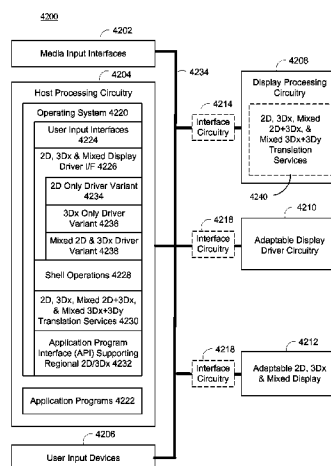 4200
4202
Media Input Interfaces
4204
4234
Host Processing Circuitry
Operating System 4220
User Input Interfaces
4224
2D, 3Dx & Mixed Display
Driver I/F 4226
2D Only Driver Variant
4234
3Dx Only Driver
Variant 4238
Mixed 2D & 3Dx Driver
Variant 4238
Shell Operations 4228
2D, 3Dx, Mixed 2D+3Dx,
& Mixed 3Dx+3Dy
Translation Services 4230
Application Program
Interface (API) Supporting
Regional 2D/3Dx 4232
Application Programs 4222
4206
User Input Devices
4214
Interface
Circuitry
4208
Display Processing
Circuitry
2D, 3Dx, Mixed
2D+3Dx, &
Mixed 3Dx+3Dy
Translation
Services
4240
4216
Interface
Circuitry
4210
Adaptable Display
Driver Circuitry
4218
Interface
Circuitry
4212
Adaptable 2D, 3Dx
& Mixed Display